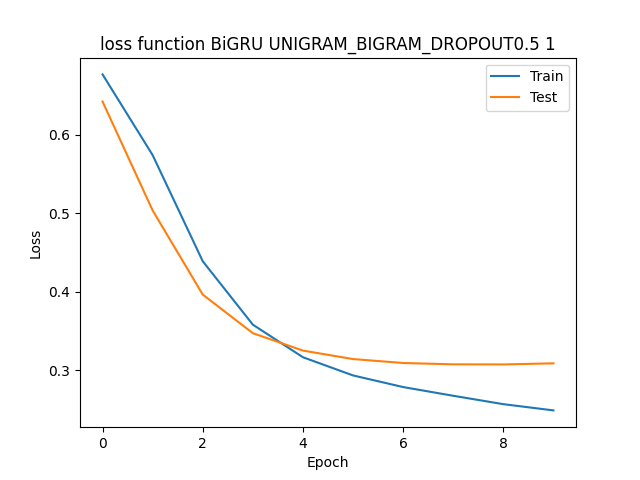 loss function BiGRU UNIGRAM_BIGRAM_DROPOUT0.5 1
Train
Test
0.6
0.5
0.4
0.3
Loss
0
2
4
6
8
Epoch